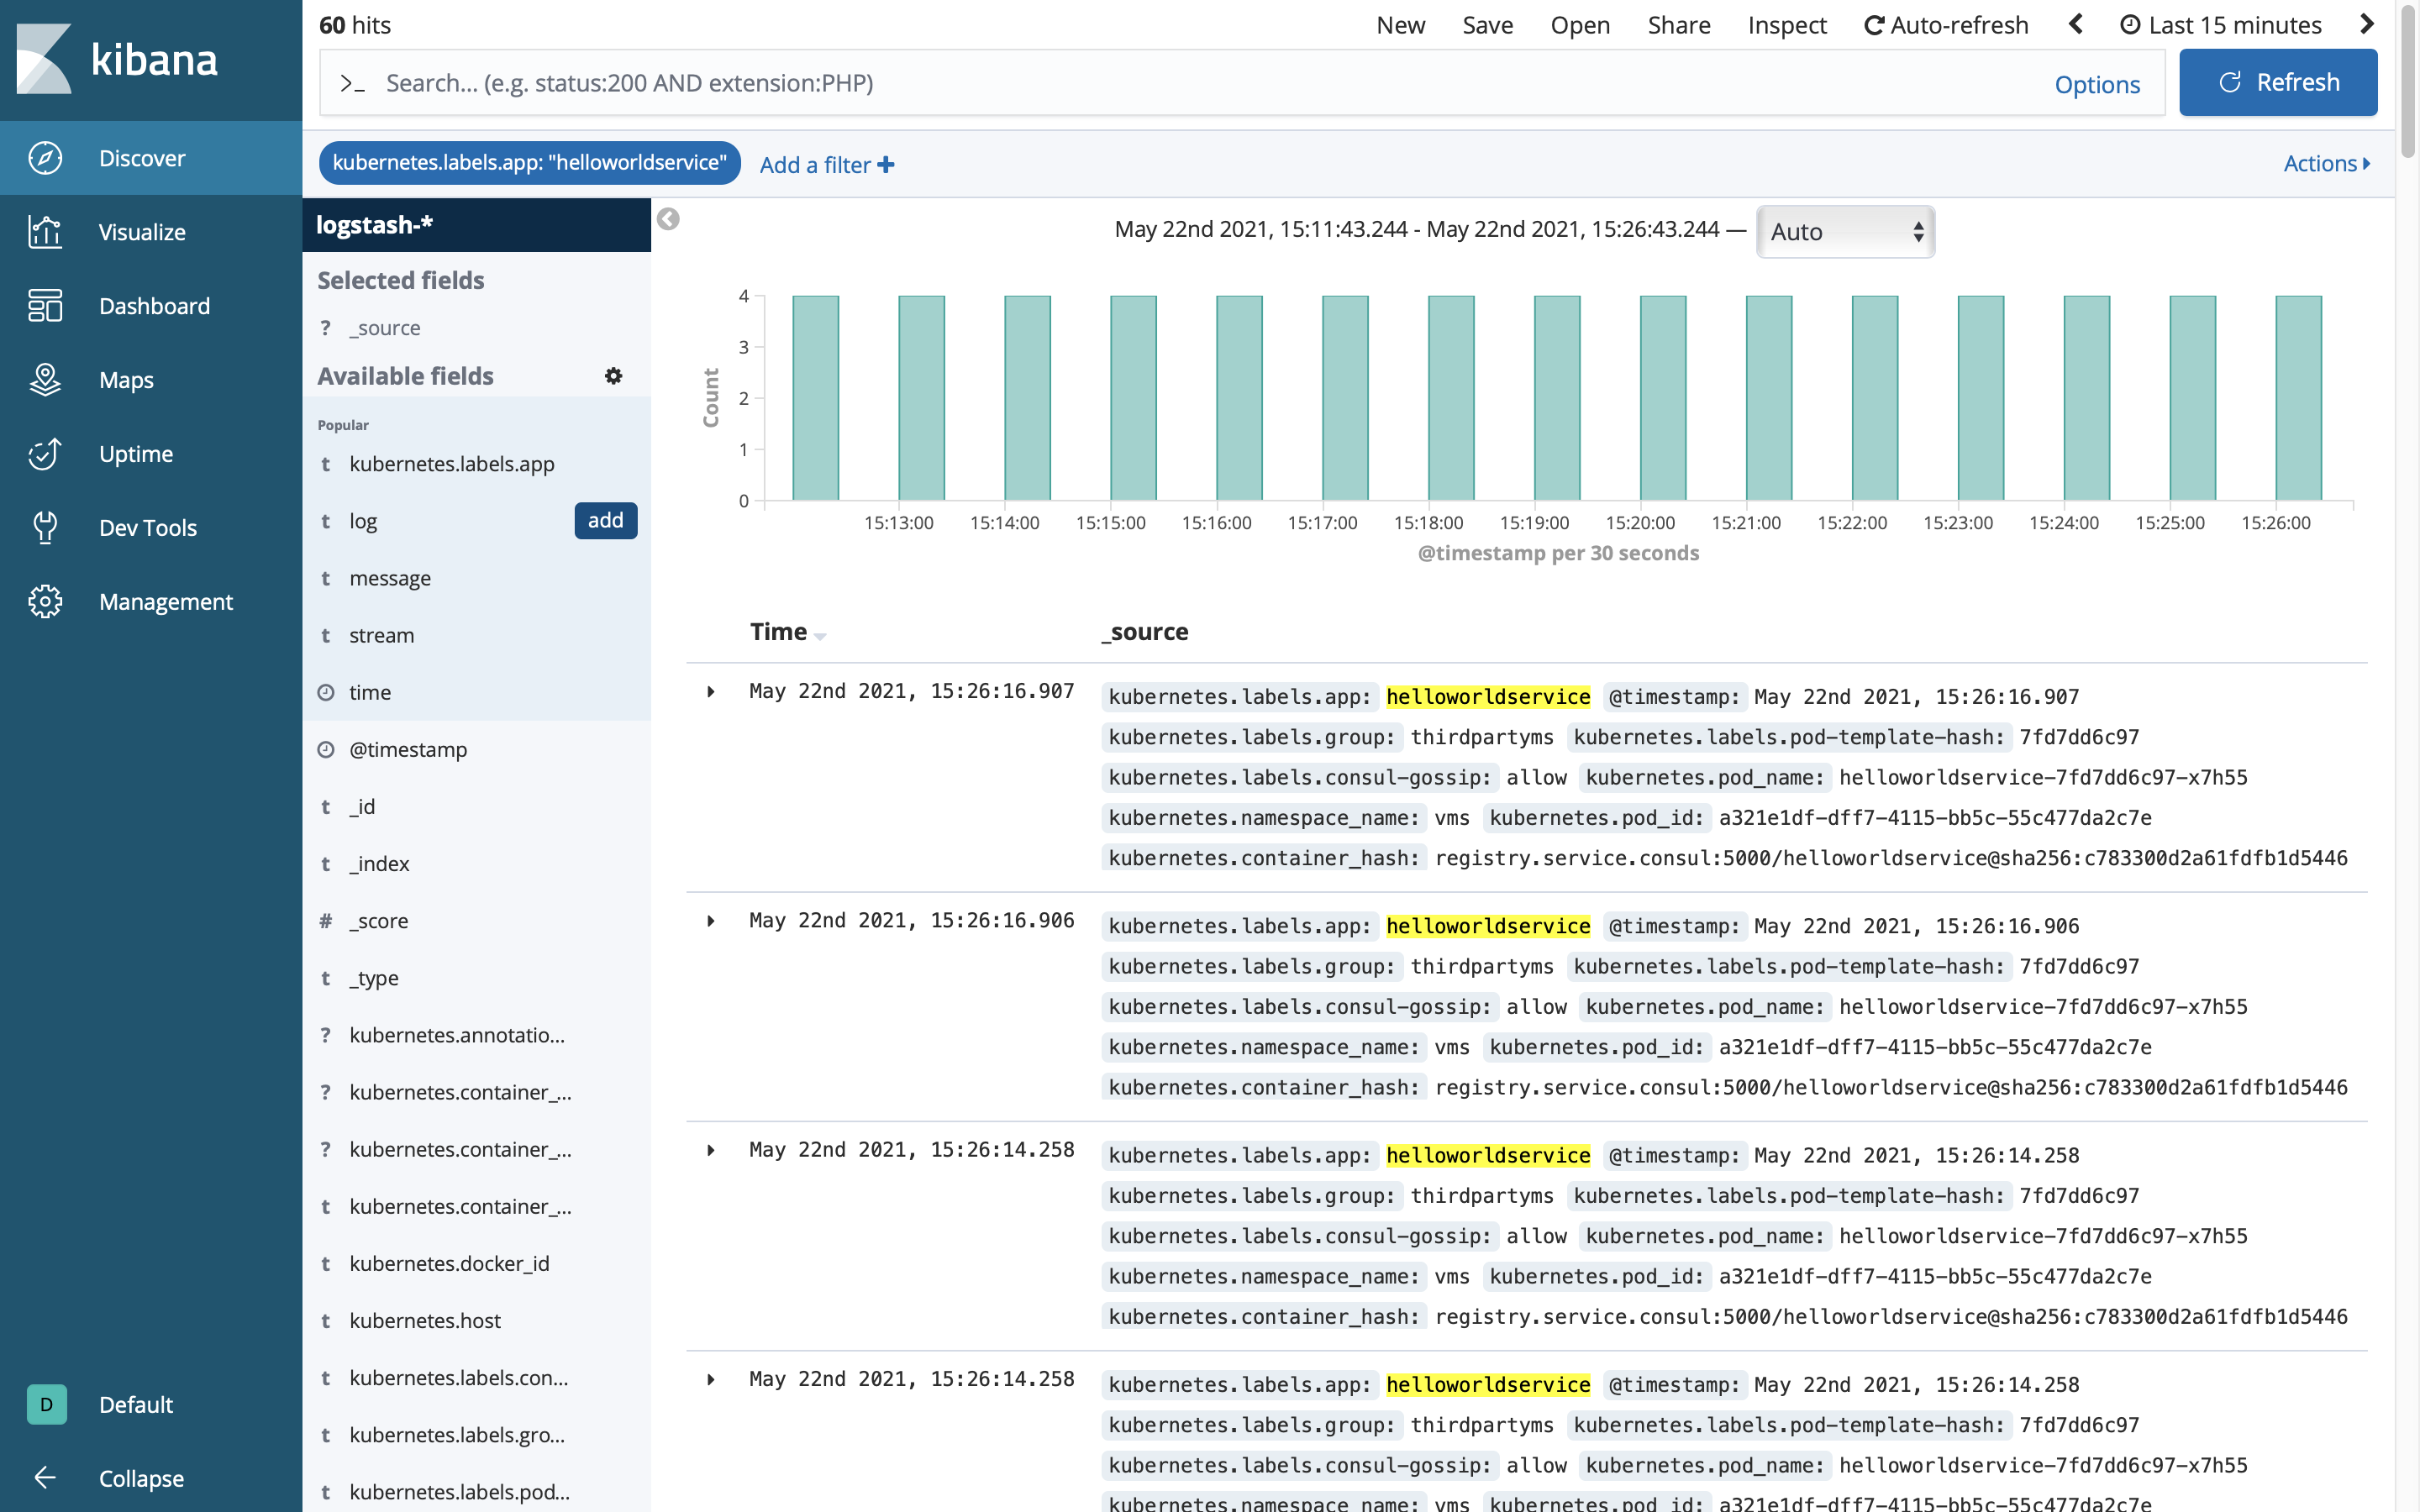 kibana
Discover
Visualize
Dashboard
Maps
Uptime
Dev Tools
Management
D Default
Collapse
60 hits
New Save Open Share Inspect Auto-refresh Last 15 minutes
>_ Search... (e.g. status:200 AND extension:PHP) Options Refresh
kubernetes.labels.app: "helloworldservice" Add a filter + Actions
logstash-*
Selected fields
? _source
Available fields
Popular
t kubernetes.labels.app
t log add
t message
t stream
time
@timestamp
t _id
t _index
# _score
t _type
? kubernetes.annotatio...
? kubernetes.container_...
? kubernetes.container_...
t kubernetes.container_...
t kubernetes.docker_id
t kubernetes.host
t kubernetes.labels.con...
t kubernetes.labels.gro...
t kubernetes.labels.pod...
May 22nd 2021, 15:11:43.244 - May 22nd 2021, 15:26:43.244 — Auto
Count
4
3
2
1
0
15:13:00 15:14:00 15:15:00 15:16:00 15:17:00 15:18:00 15:19:00 15:20:00 15:21:00 15:22:00 15:23:00 15:24:00 15:25:00 15:26:00
@timestamp per 30 seconds
Time _source
May 22nd 2021, 15:26:16.907 kubernetes.labels.app: helloworldservice @timestamp: May 22nd 2021, 15:26:16.907
kubernetes.labels.group: thirdpartyms kubernetes.labels.pod-template-hash: 7fd7dd6c97
kubernetes.labels.consul-gossip: allow kubernetes.pod_name: helloworldservice-7fd7dd6c97-x7h55
kubernetes.namespace_name: vms kubernetes.pod_id: a321e1df-dff7-4115-bb5c-55c477da2c7e
kubernetes.container_hash: registry.service.consul:5000/helloworldservice@sha256:c783300d2a61fdfb1d5446
May 22nd 2021, 15:26:16.906 kubernetes.labels.app: helloworldservice @timestamp: May 22nd 2021, 15:26:16.906
kubernetes.labels.group: thirdpartyms kubernetes.labels.pod-template-hash: 7fd7dd6c97
kubernetes.labels.consul-gossip: allow kubernetes.pod_name: helloworldservice-7fd7dd6c97-x7h55
kubernetes.namespace_name: vms kubernetes.pod_id: a321e1df-dff7-4115-bb5c-55c477da2c7e
kubernetes.container_hash: registry.service.consul:5000/helloworldservice@sha256:c783300d2a61fdfb1d5446
May 22nd 2021, 15:26:14.258 kubernetes.labels.app: helloworldservice @timestamp: May 22nd 2021, 15:26:14.258
kubernetes.labels.group: thirdpartyms kubernetes.labels.pod-template-hash: 7fd7dd6c97
kubernetes.labels.consul-gossip: allow kubernetes.pod_name: helloworldservice-7fd7dd6c97-x7h55
kubernetes.namespace_name: vms kubernetes.pod_id: a321e1df-dff7-4115-bb5c-55c477da2c7e
kubernetes.container_hash: registry.service.consul:5000/helloworldservice@sha256:c783300d2a61fdfb1d5446
May 22nd 2021, 15:26:14.258 kubernetes.labels.app: helloworldservice @timestamp: May 22nd 2021, 15:26:14.258
kubernetes.labels.group: thirdpartyms kubernetes.labels.pod-template-hash: 7fd7dd6c97
kubernetes.labels.consul-gossip: allow kubernetes.pod_name: helloworldservice-7fd7dd6c97-x7h55
kubernetes.namespace_name: vms kubernetes.pod_id: a321e1df-dff7-4115-bb5c-55c477da2c7e